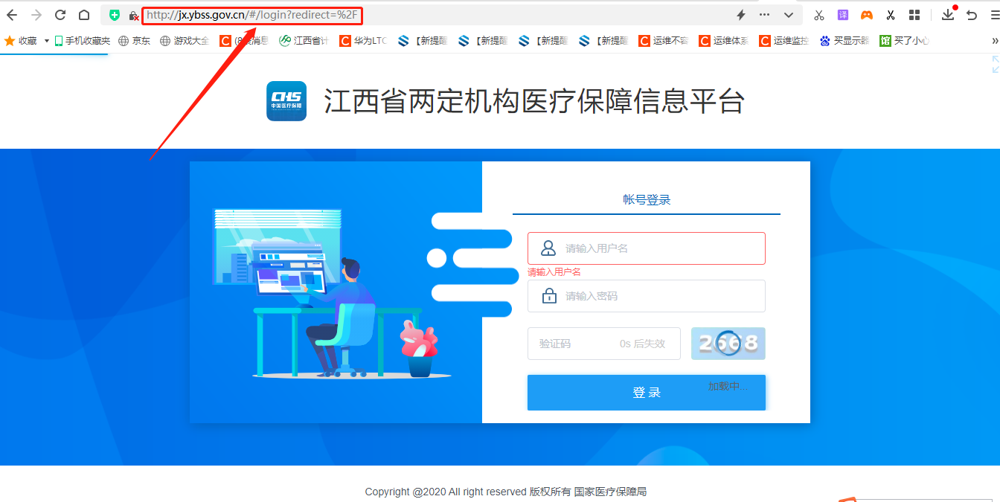 http://jx.ybss.gov.cn/#/login?redirect=%2F
译
收藏 手机收藏夹 京东 游戏大全 C 江西省计 C 华为LTC 【新提醒 【新提醒 【新提醒 【新提醒 C 运维不容 C 运维体系 C 运维监控 买显示器 馆 买了小心
CHS
中国医疗保障
江西省两定机构医疗保障信息平台
帐号登录
请输入用户名
请输入用户名
请输入密码
验证码 0s 后失效 2668
登 录 加载中...
Copyright @2020 All right reserved 版权所有 国家医疗保障局